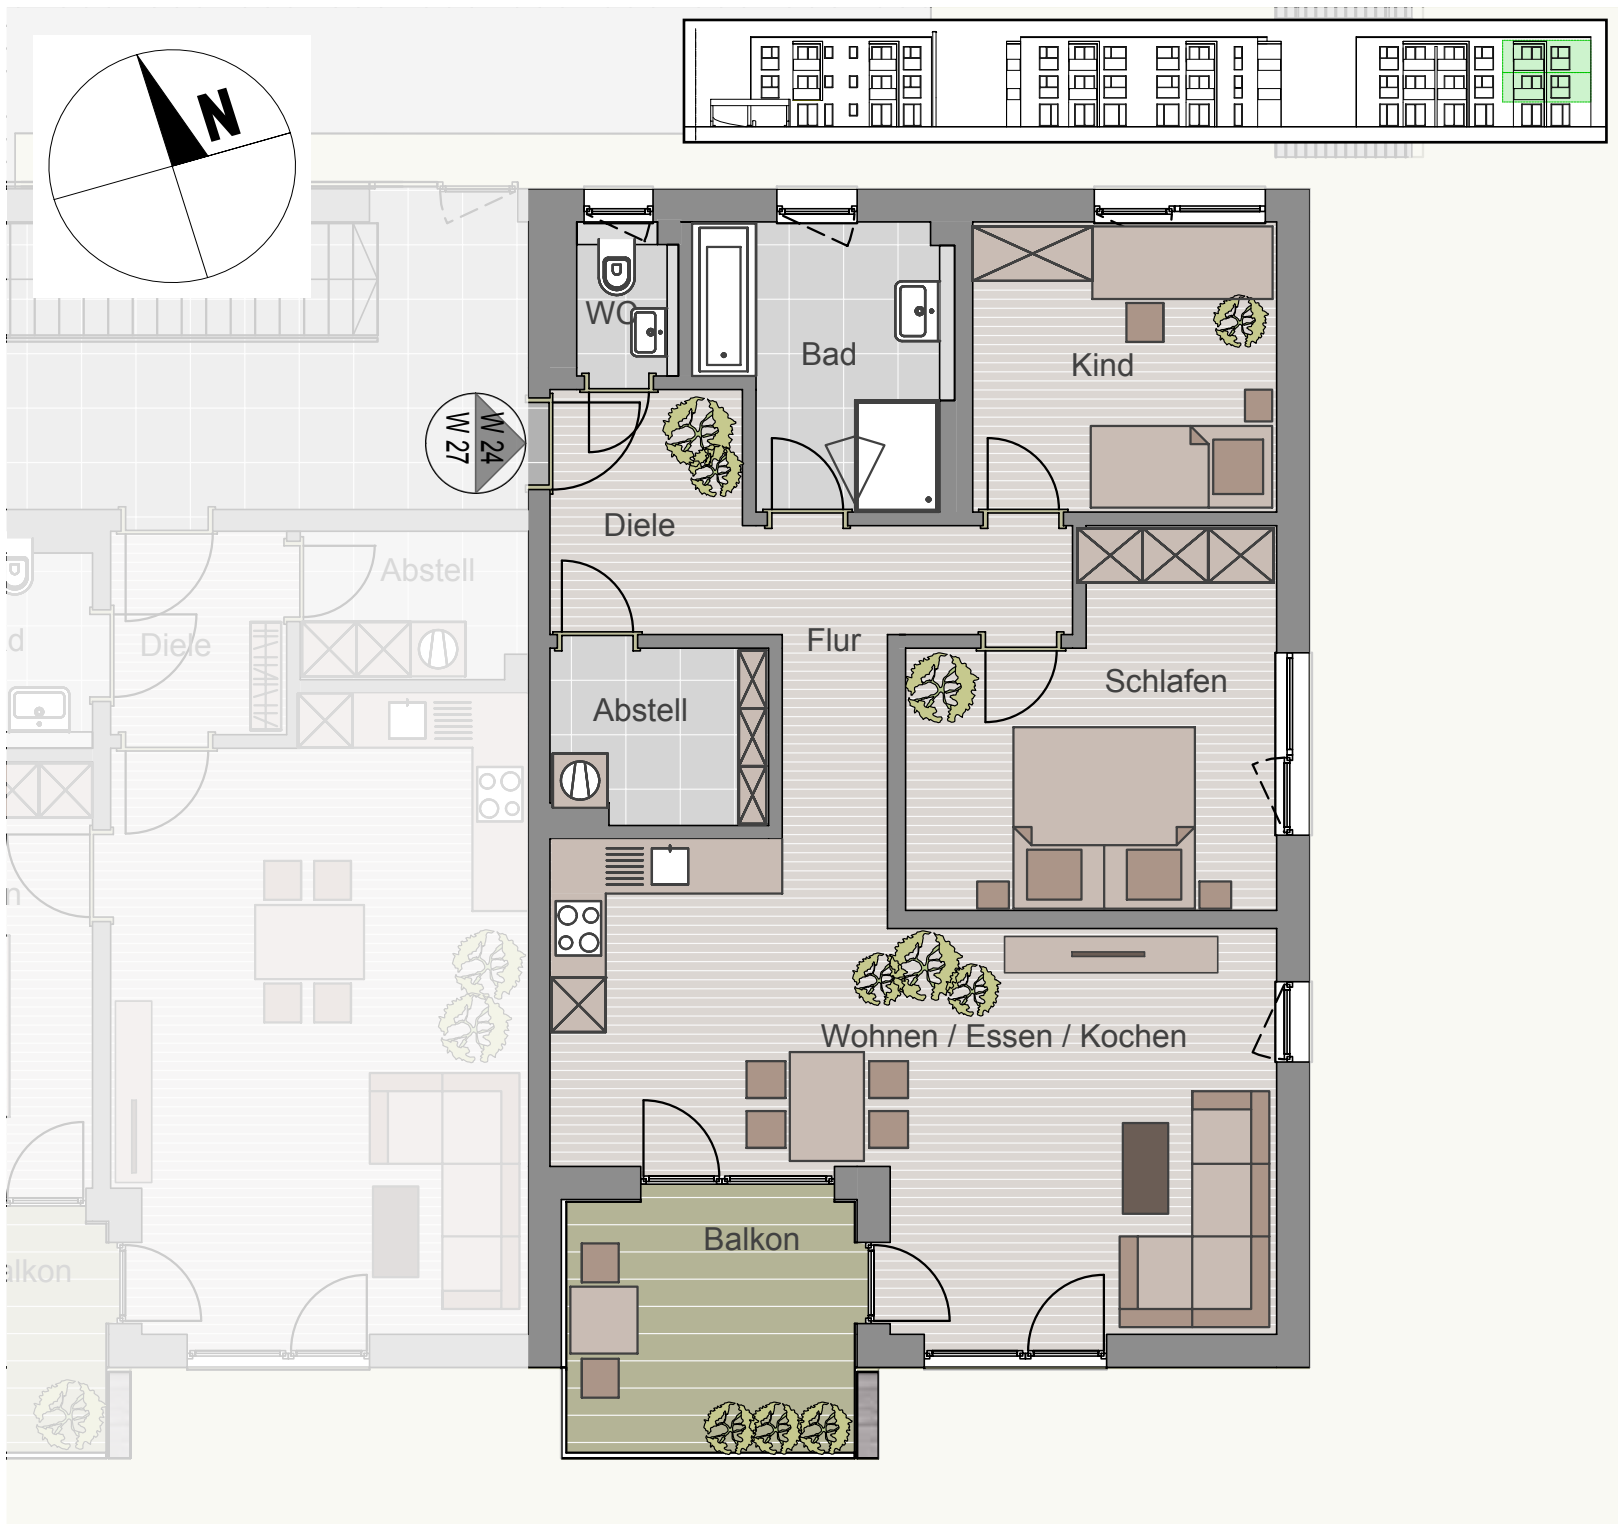 N
WC
Bad
Kind
W 24
W 27
Diele
Abstell
Diele
d
Flur
Schlafen
Abstell
n
Wohnen / Essen / Kochen
Balkon
alkon